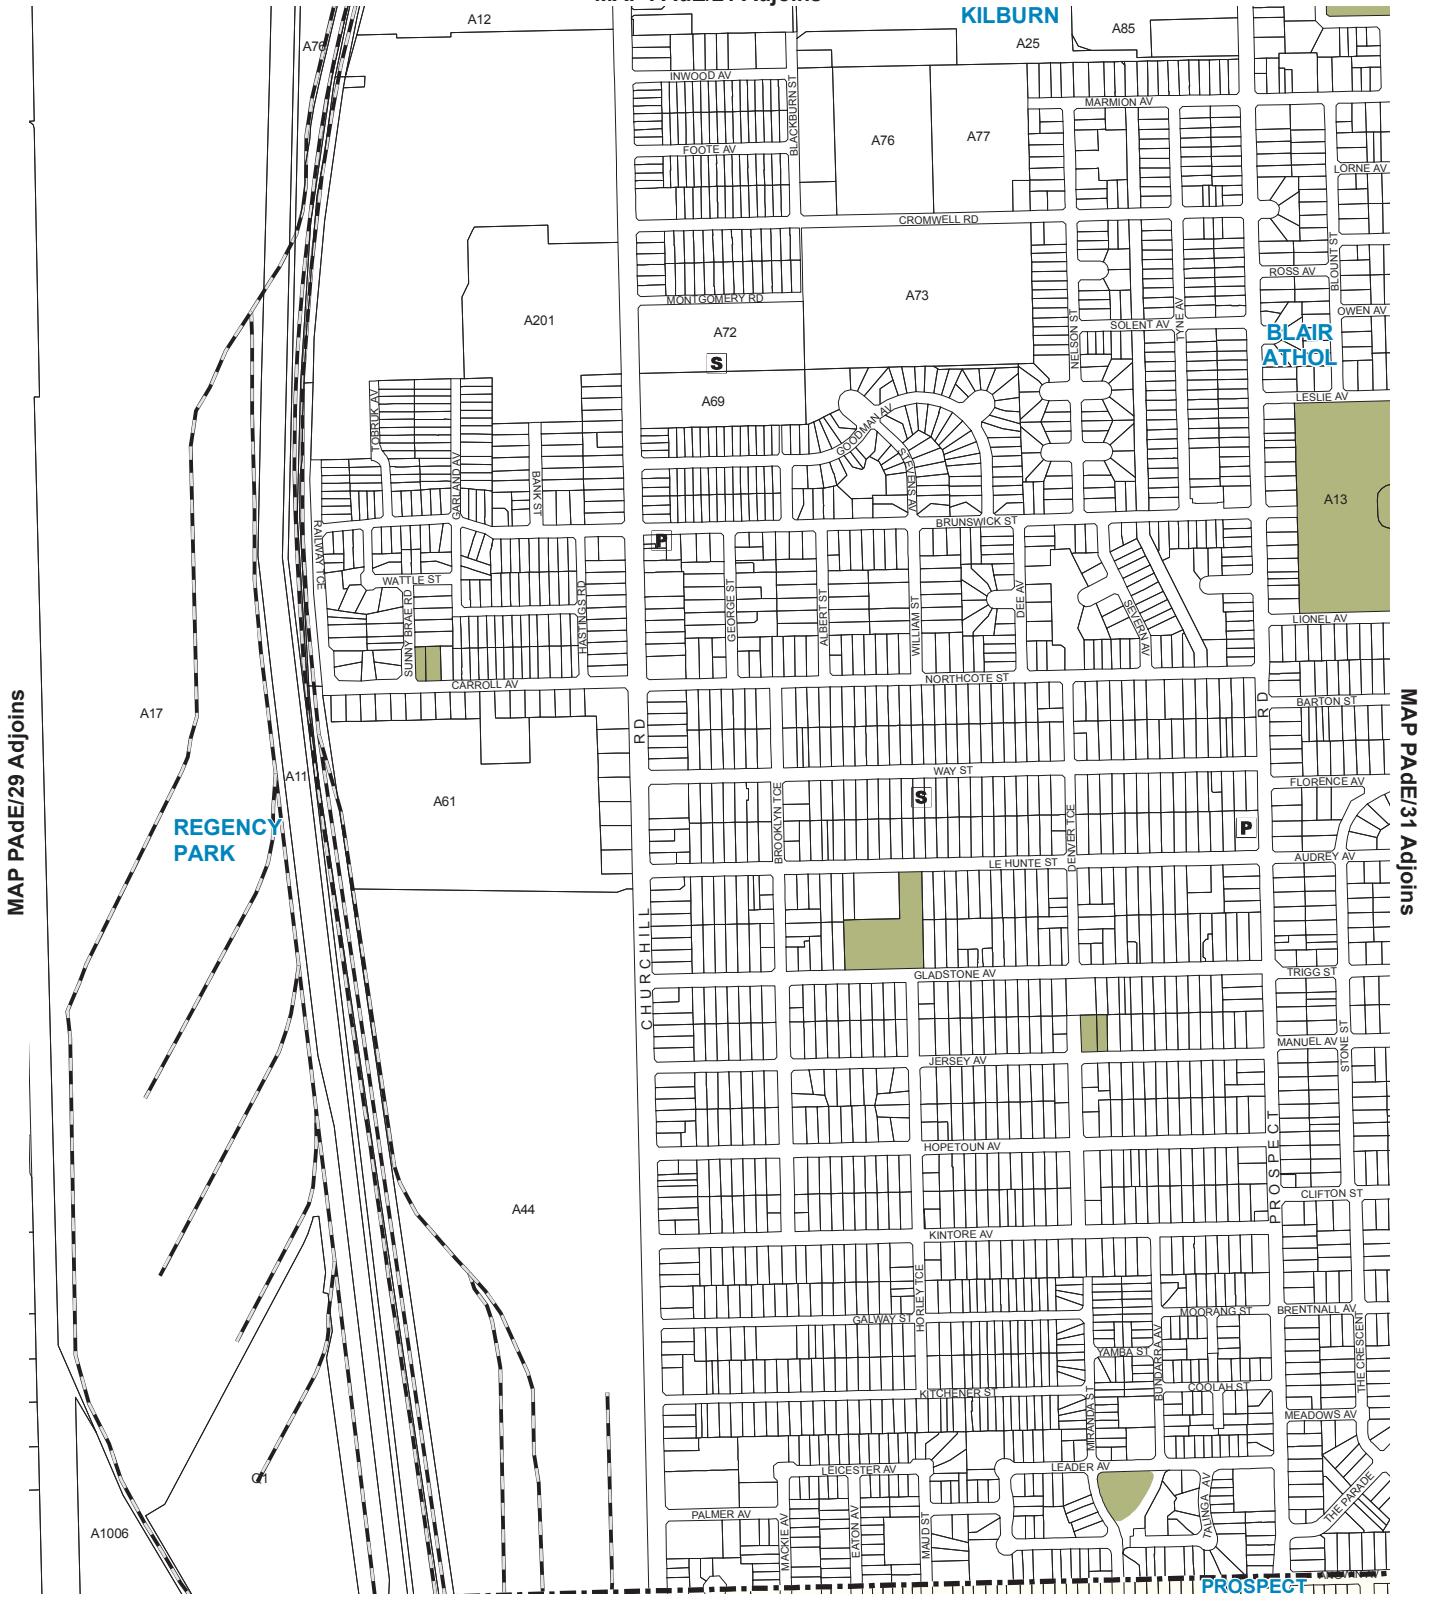 KILBURN
A12
A85
A25
INWOOD AV
MARMION AV
BLACKBURN ST
A76
A77
FOOTE AV
LORNE AV
CROMWELL RD
BLOUNT ST
ROSS AV
A73
MONTGOMERY RD
OWEN AV
A201
A72
SOLENT AV
TYNE AV
NELSON ST
BLAIR
ATHOL
S
LESLIE AV
A69
TOBRUK AV
GOODMAN AV
STEVENS AV
GARLAND AV
BANK ST
A13
BRUNSWICK ST
RAILWAY TCE
P
WATTLE ST
SUNNY BRAE RD
HASTINGS RD
GEORGE ST
ALBERT ST
WILLIAM ST
DEE AV
SEVERN AV
LIONEL AV
CARROLL AV
NORTHCOTE ST
BARTON ST
MAP PAdE/29 Adjoins
MAP PAdE/31 Adjoins
A17
CHURCHILL RD
PROSPECT RD
WAY ST
A11
FLORENCE AV
A61
S
P
BROOKLYN TCE
DENVER TCE
REGENCY
PARK
LE HUNTE ST
AUDREY AV
GLADSTONE AV
TRIGG ST
MANUEL AV
STONE ST
JERSEY AV
HOPETOUN AV
CLIFTON ST
A44
KINTORE AV
HORLEY TCE
GALWAY ST
MOORANG ST
BRENTNALL AV
YAMBA ST
BUNDARRA AV
THE CRESCENT
COOLAH ST
KITCHENER ST
MIRANDA ST
MEADOWS AV
LEICESTER AV
LEADER AV
TALINGA AV
THE PARADE
PALMER AV
MACKIE AV
EATON AV
MAUD ST
A1006
PROSPECT